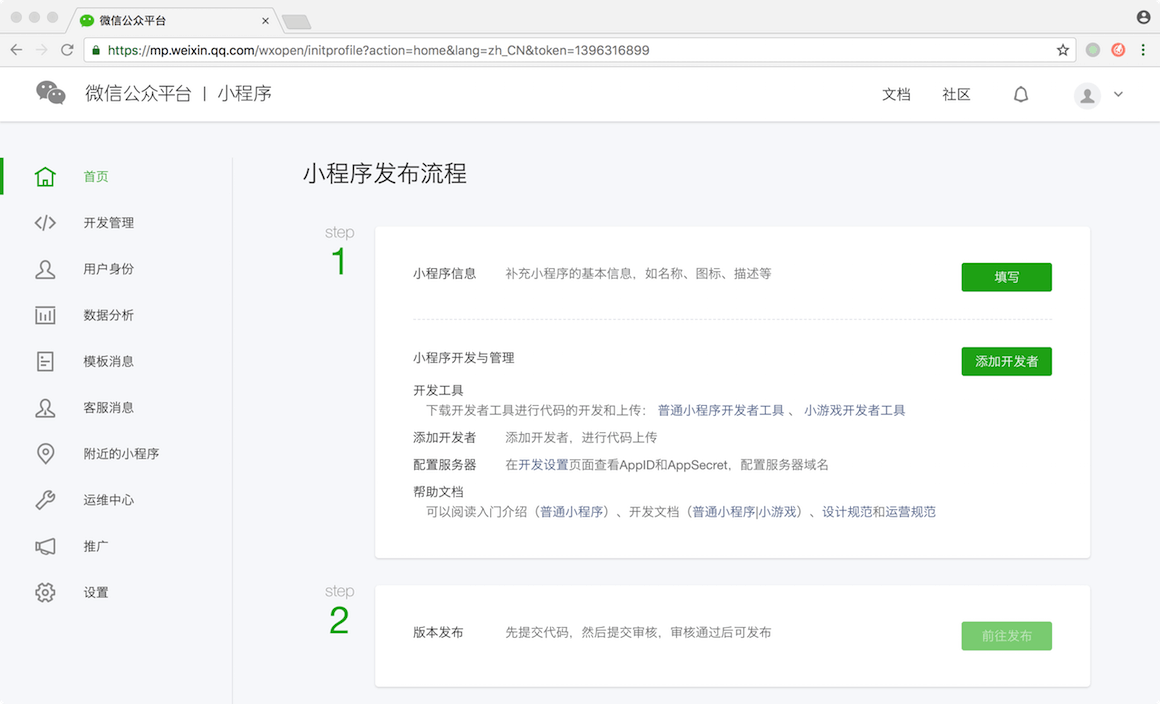 微信公众平台
https://mp.weixin.qq.com/wxopen/initprofile?action=home&lang=zh_CN&token=1396316899
微信公众平台 | 小程序
文档
社区
首页
开发管理
用户身份
数据分析
模板消息
客服消息
附近的小程序
运维中心
推广
设置
小程序发布流程
step
1
小程序信息 补充小程序的基本信息，如名称、图标、描述等
填写
小程序开发与管理
添加开发者
开发工具
下载开发者工具进行代码的开发和上传： 普通小程序开发者工具 、 小游戏开发者工具
添加开发者 添加开发者，进行代码上传
配置服务器 在开发设置页面查看AppID和AppSecret，配置服务器域名
帮助文档
可以阅读入门介绍（普通小程序）、开发文档（普通小程序|小游戏）、设计规范和运营规范
step
2
版本发布 先提交代码，然后提交审核，审核通过后可发布
前往发布